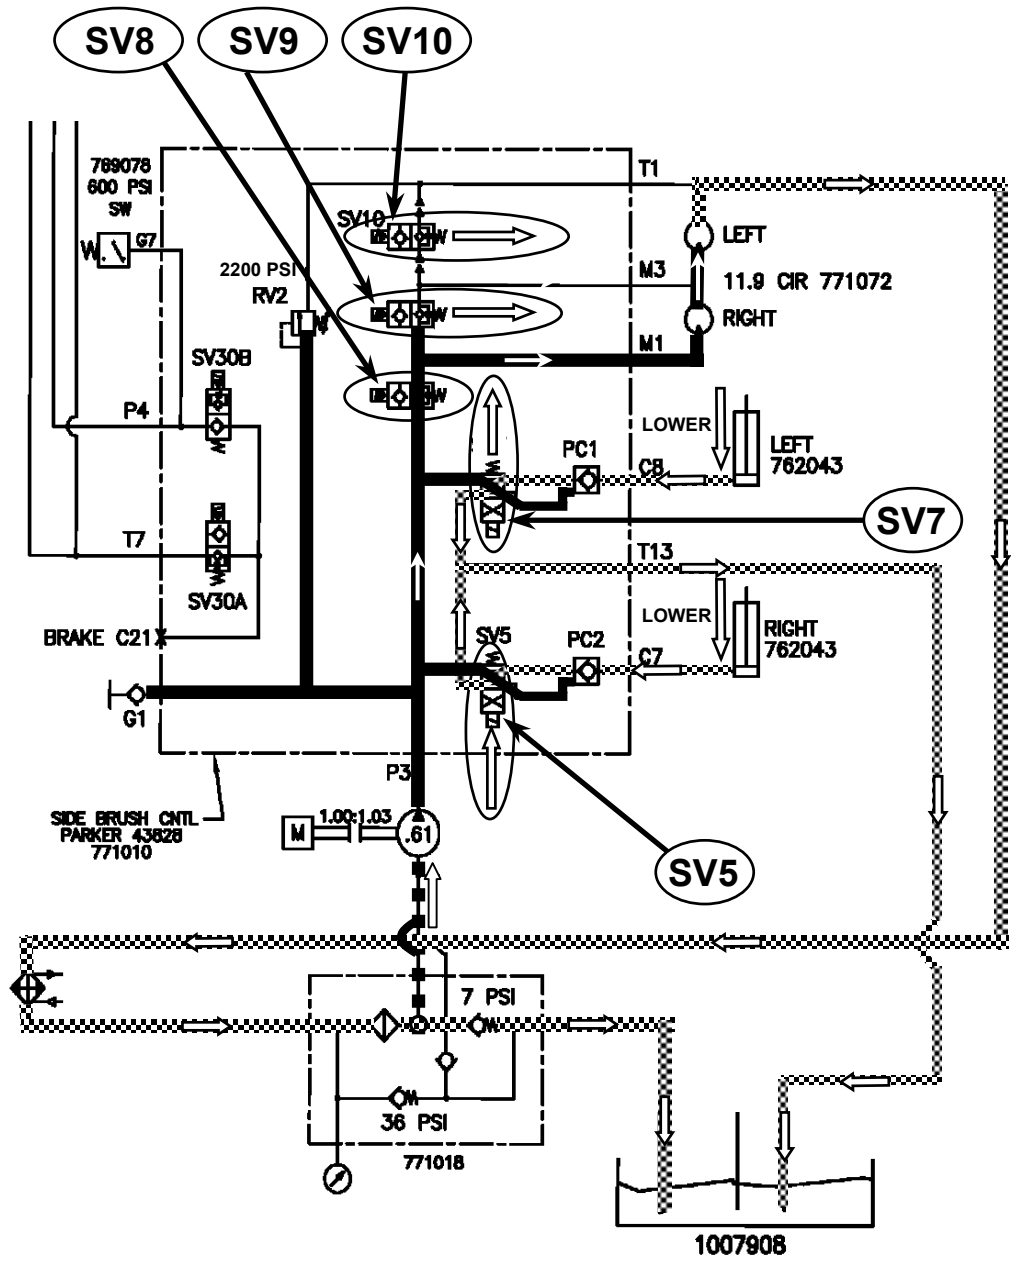 SV8 SV9 SV10
769078
600 PSI
SW
G7
W
T1
SV10
LEFT
M3
11.9 CIR 771072
RIGHT
M1
2200 PSI
RV2
SV30B
P4
LOWER
LEFT
762043
PC1
C8
SV7
T7
T13
SV30A
BRAKE C21
LOWER
RIGHT
762043
SV5
PC2
C7
G1
P3
SIDE BRUSH CNTL
PARKER 43828
771010
M
1.00:1.03
.61
SV5
7 PSI
36 PSI
771018
1007908